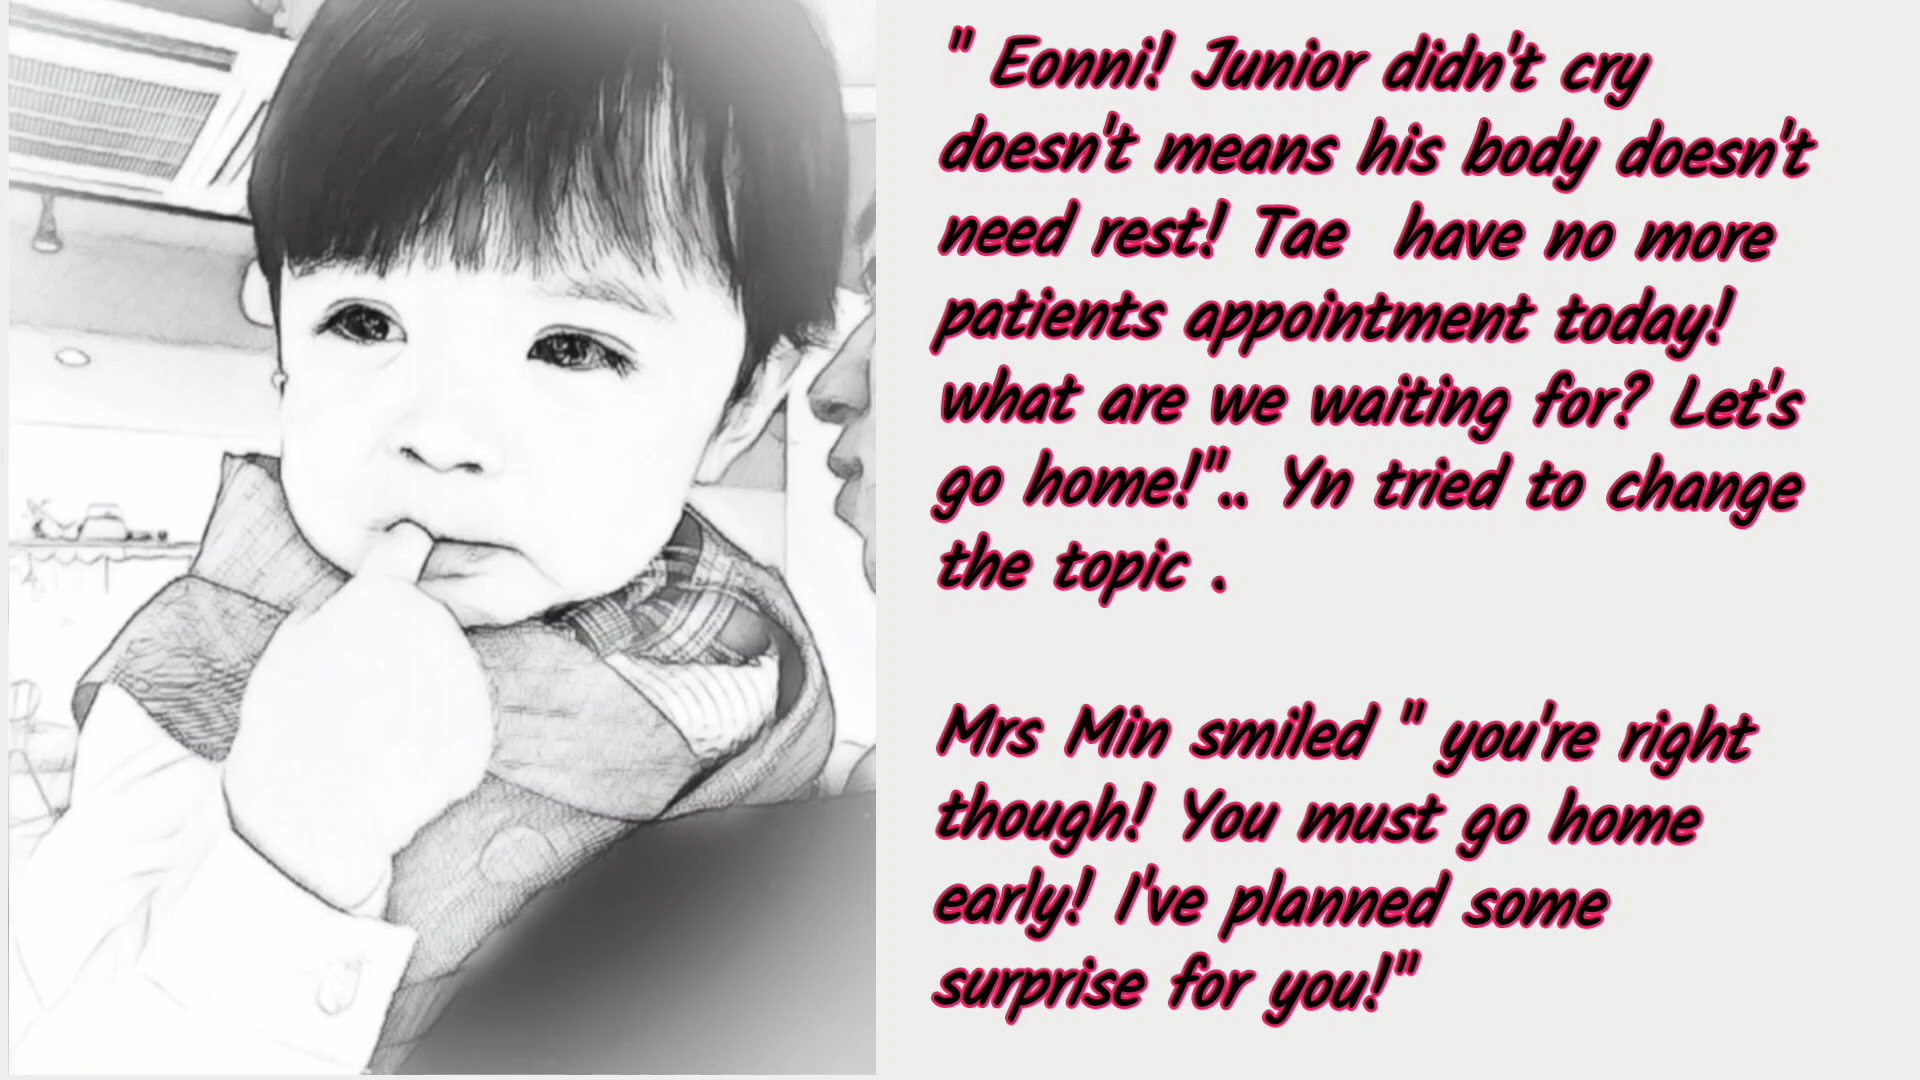 " Eonni! Junior didn't cry
doesn't means his body doesn't
need rest! Tae  have no more
patients appointment today!
what are we waiting for? Let's
go home!".. Yn tried to change
the topic .
Mrs Min smiled " you're right
though! You must go home
early! I've planned some
surprise for you!"